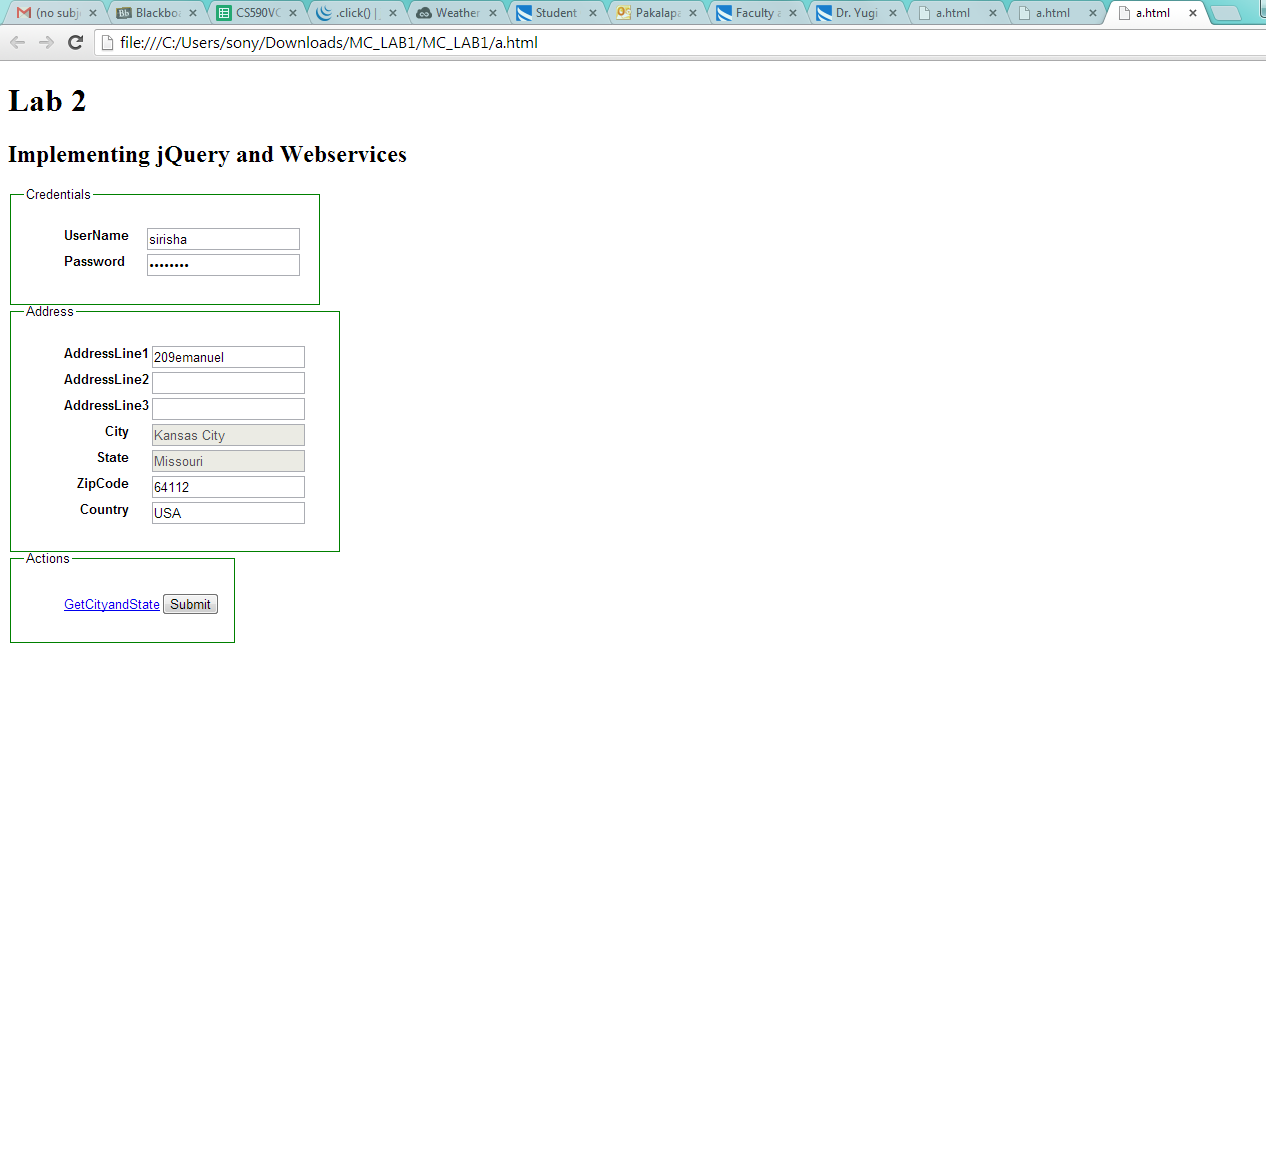 (no subj Blackbo CS590VC .click() | Weather Student Pakalapa Faculty a Dr. Yugi a.html a.html a.html
file:///C:/Users/sony/Downloads/MC_LAB1/MC_LAB1/a.html
Lab 2
Implementing jQuery and Webservices
Credentials
UserName sirisha
Password ••••••••
Address
AddressLine1 209emanuel
AddressLine2
AddressLine3
City Kansas City
State Missouri
ZipCode 64112
Country USA
Actions
GetCityandState Submit